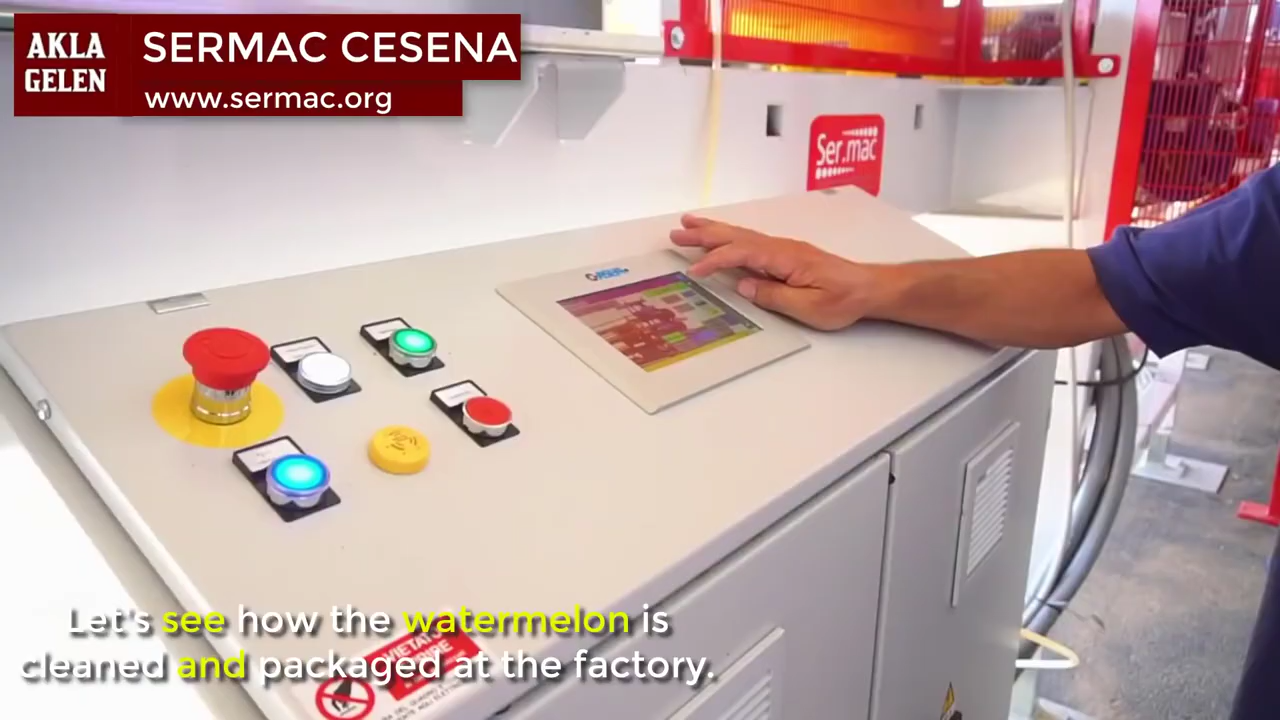 AKLA
GELEN
SERMAC CESENA
www.sermac.org
Ser.mac
Let's see how the watermelon is
cleaned and packaged at the factory.